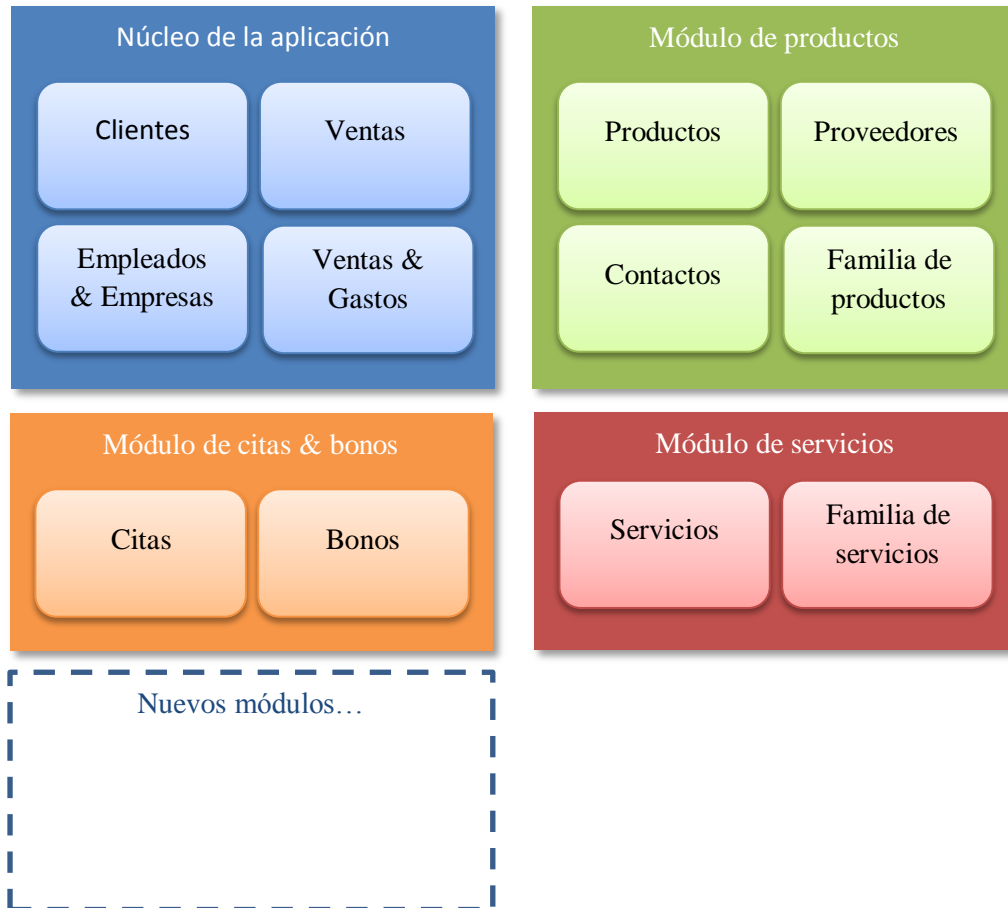 Núcleo de la aplicación
Clientes
Ventas
Empleados
& Empresas
Ventas &
Gastos
Módulo de productos
Productos
Proveedores
Contactos
Familia de
productos
Módulo de citas & bonos
Citas
Bonos
Módulo de servicios
Servicios
Familia de
servicios
Nuevos módulos…